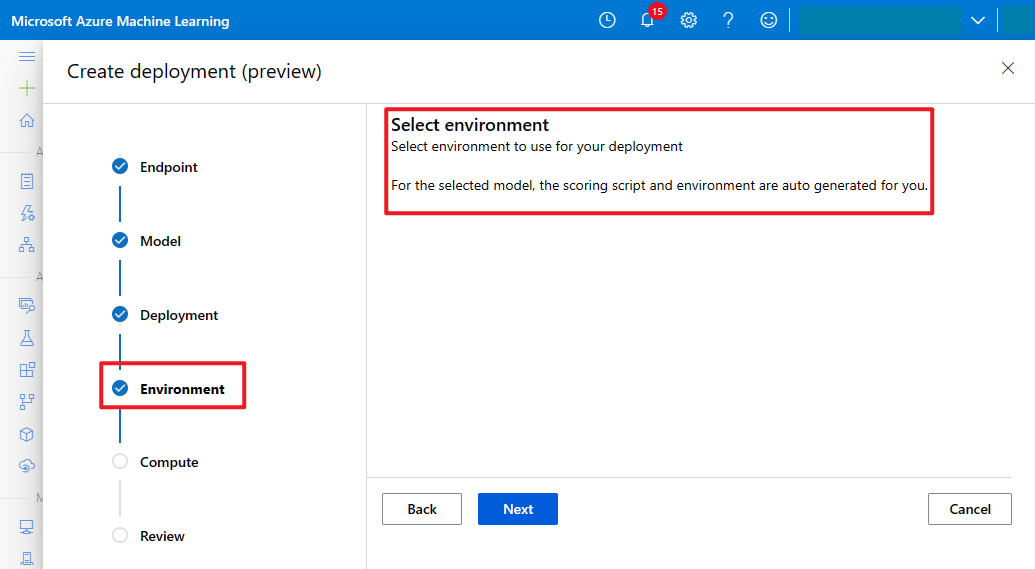 Microsoft Azure Machine Learning
15
Create deployment (preview)
Endpoint
Model
Deployment
Environment
Compute
Review
Select environment
Select environment to use for your deployment
For the selected model, the scoring script and environment are auto generated for you.
Back
Next
Cancel